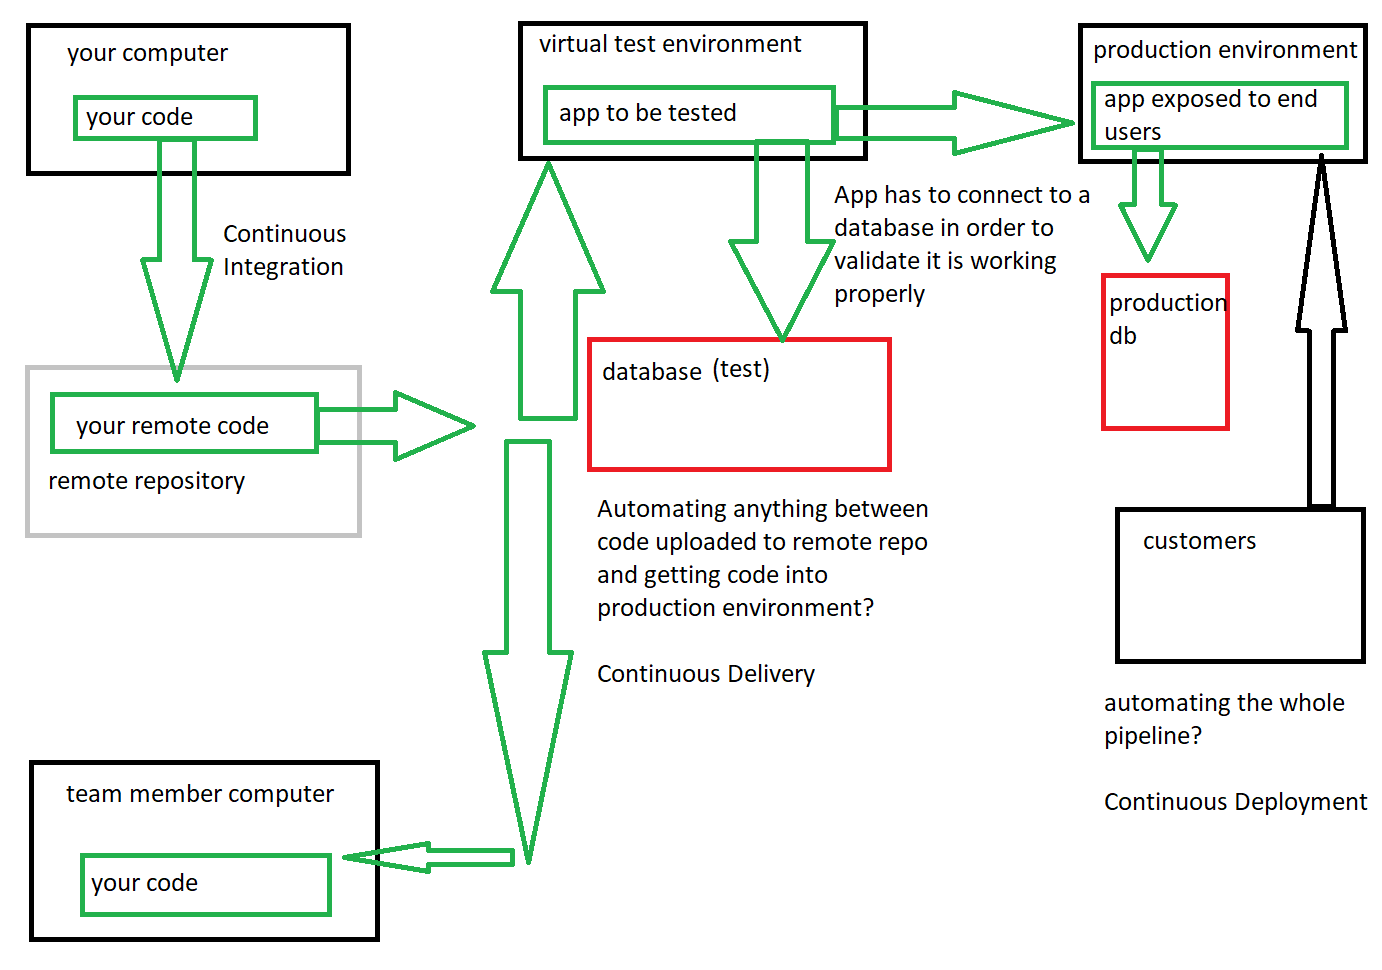 your computer
your code
Continuous
Integration
your remote code
remote repository
team member computer
your code
virtual test environment
app to be tested
App has to connect to a
database in order to
validate it is working
properly
database (test)
Automating anything between
code uploaded to remote repo
and getting code into
production environment?
Continuous Delivery
production environment
app exposed to end
users
production
db
customers
automating the whole
pipeline?
Continuous Deployment